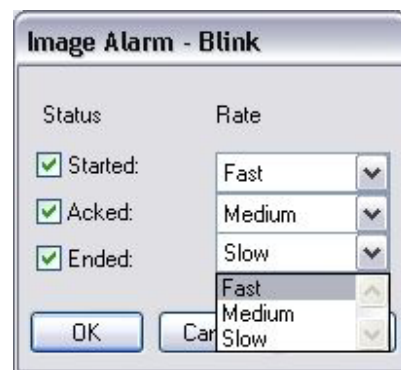 Image Alarm - Blink
Status Rate
Started: Fast
Acked: Medium
Ended: Slow
Fast
Medium
Slow
OK